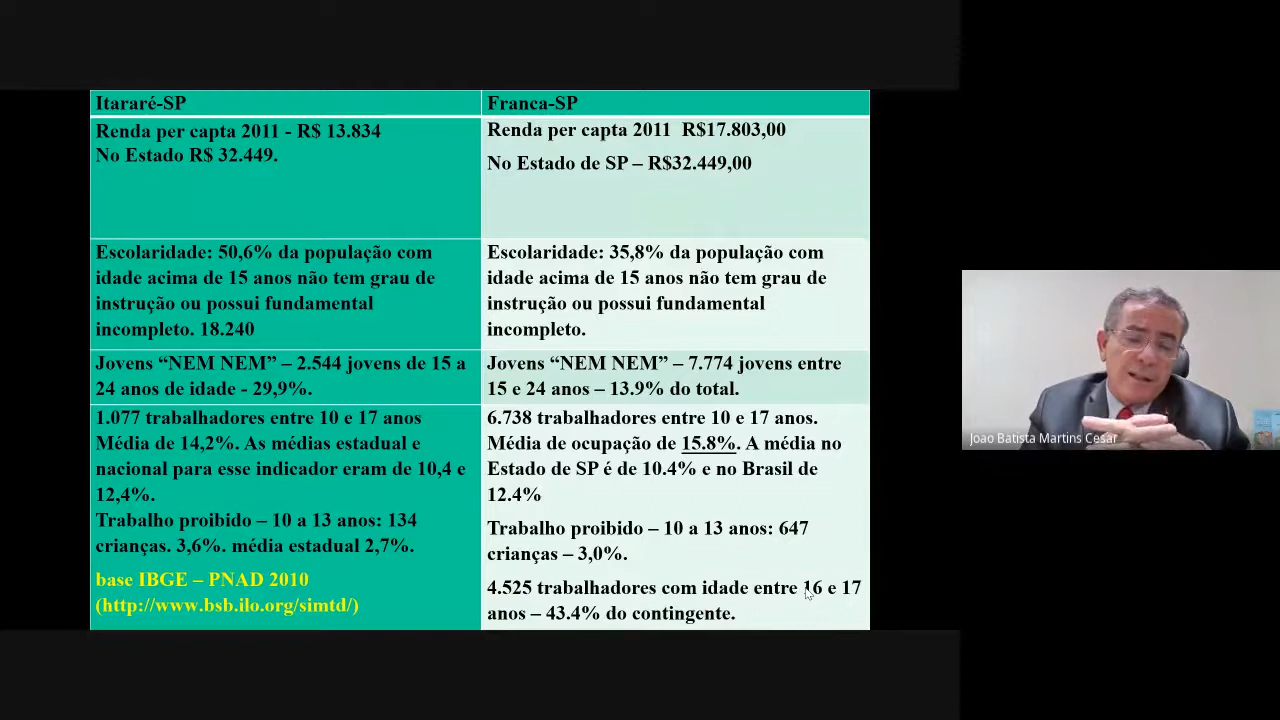 Itararé-SP
Franca-SP
Renda per capta 2011 - R$ 13.834
No Estado R$ 32.449.
Renda per capta 2011 R$17.803,00
No Estado de SP – R$32.449,00
Escolaridade: 50,6% da população com
idade acima de 15 anos não tem grau de
instrução ou possui fundamental
incompleto. 18.240
Escolaridade: 35,8% da população com
idade acima de 15 anos não tem grau de
instrução ou possui fundamental
incompleto.
Jovens “NEM NEM” – 2.544 jovens de 15 a
24 anos de idade - 29,9%.
Jovens “NEM NEM” – 7.774 jovens entre
15 e 24 anos – 13.9% do total.
1.077 trabalhadores entre 10 e 17 anos
Média de 14,2%. As médias estadual e
nacional para esse indicador eram de 10,4 e
12,4%.
Trabalho proibido – 10 a 13 anos: 134
crianças. 3,6%. média estadual 2,7%.
base IBGE – PNAD 2010
(http://www.bsb.ilo.org/simtd/)
6.738 trabalhadores entre 10 e 17 anos.
Média de ocupação de 15.8%. A média no
Estado de SP é de 10.4% e no Brasil de
12.4%
Trabalho proibido – 10 a 13 anos: 647
crianças – 3,0%.
4.525 trabalhadores com idade entre 16 e 17
anos – 43.4% do contingente.
Joao Batista Martins Cesar